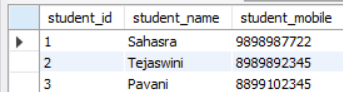 student_id student_name student_mobile
1 Sahasra 9898987722
2 Tejaswini 8989892345
3 Pavani 8899102345